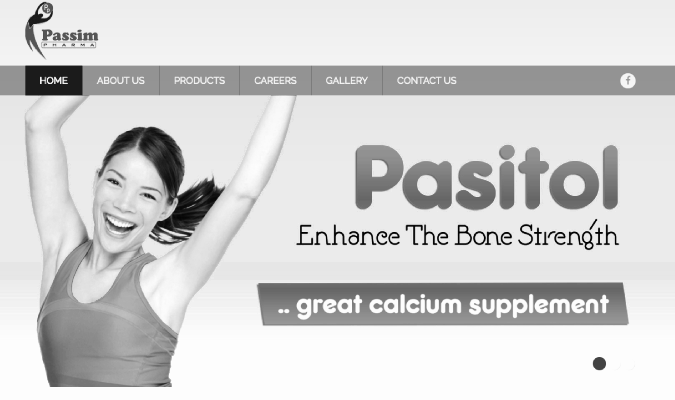 Passim
PHARMA
HOME ABOUT US PRODUCTS CAREERS GALLERY CONTACT US f
Pasitol
Enhance The Bone Strength
.. great calcium supplement